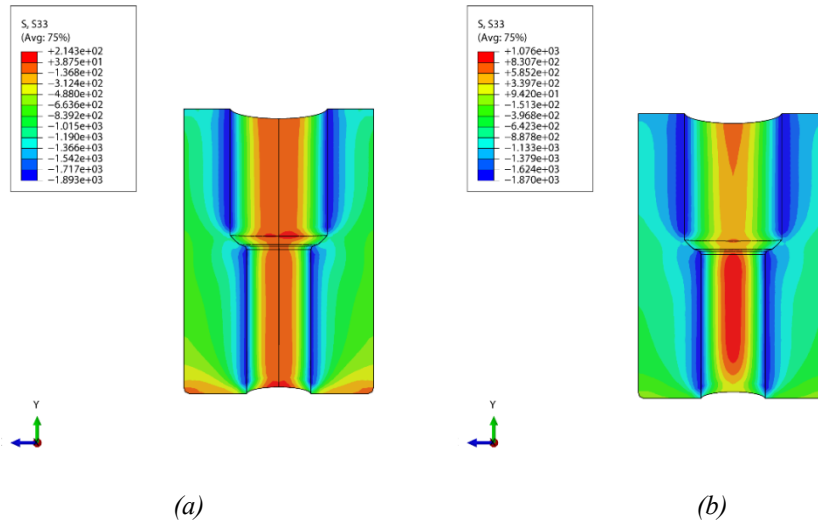 S, S33
(Avg: 75%)
+2.143e+02
+3.875e+01
−1.368e+02
−3.124e+02
−4.880e+02
−6.636e+02
−8.392e+02
−1.015e+03
−1.190e+03
−1.366e+03
−1.542e+03
−1.717e+03
−1.893e+03
Y
(a)
S, S33
(Avg: 75%)
+1.076e+03
+8.307e+02
+5.852e+02
+3.397e+02
+9.420e+01
−1.513e+02
−3.968e+02
−6.423e+02
−8.878e+02
−1.133e+03
−1.379e+03
−1.624e+03
−1.870e+03
Y
(b)